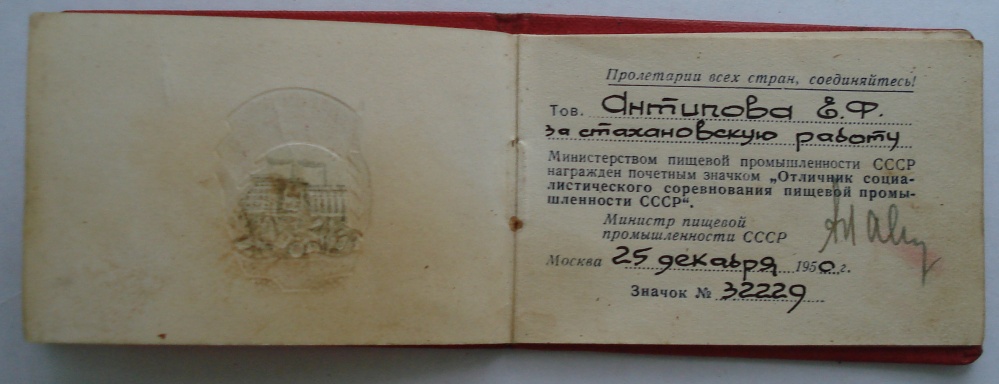 Пролетарии всех стран, соединяйтесь!
Тов. Антипова Е.Ф.
за стахановскую работу
Министерством пищевой промышленности СССР
награжден почетным значком „Отличник социа-
листического соревнования пищевой промы-
шленности СССР“.
Министр пищевой
промышленности СССР
Москва 25 декабря 1950 г.
Значок № 32229